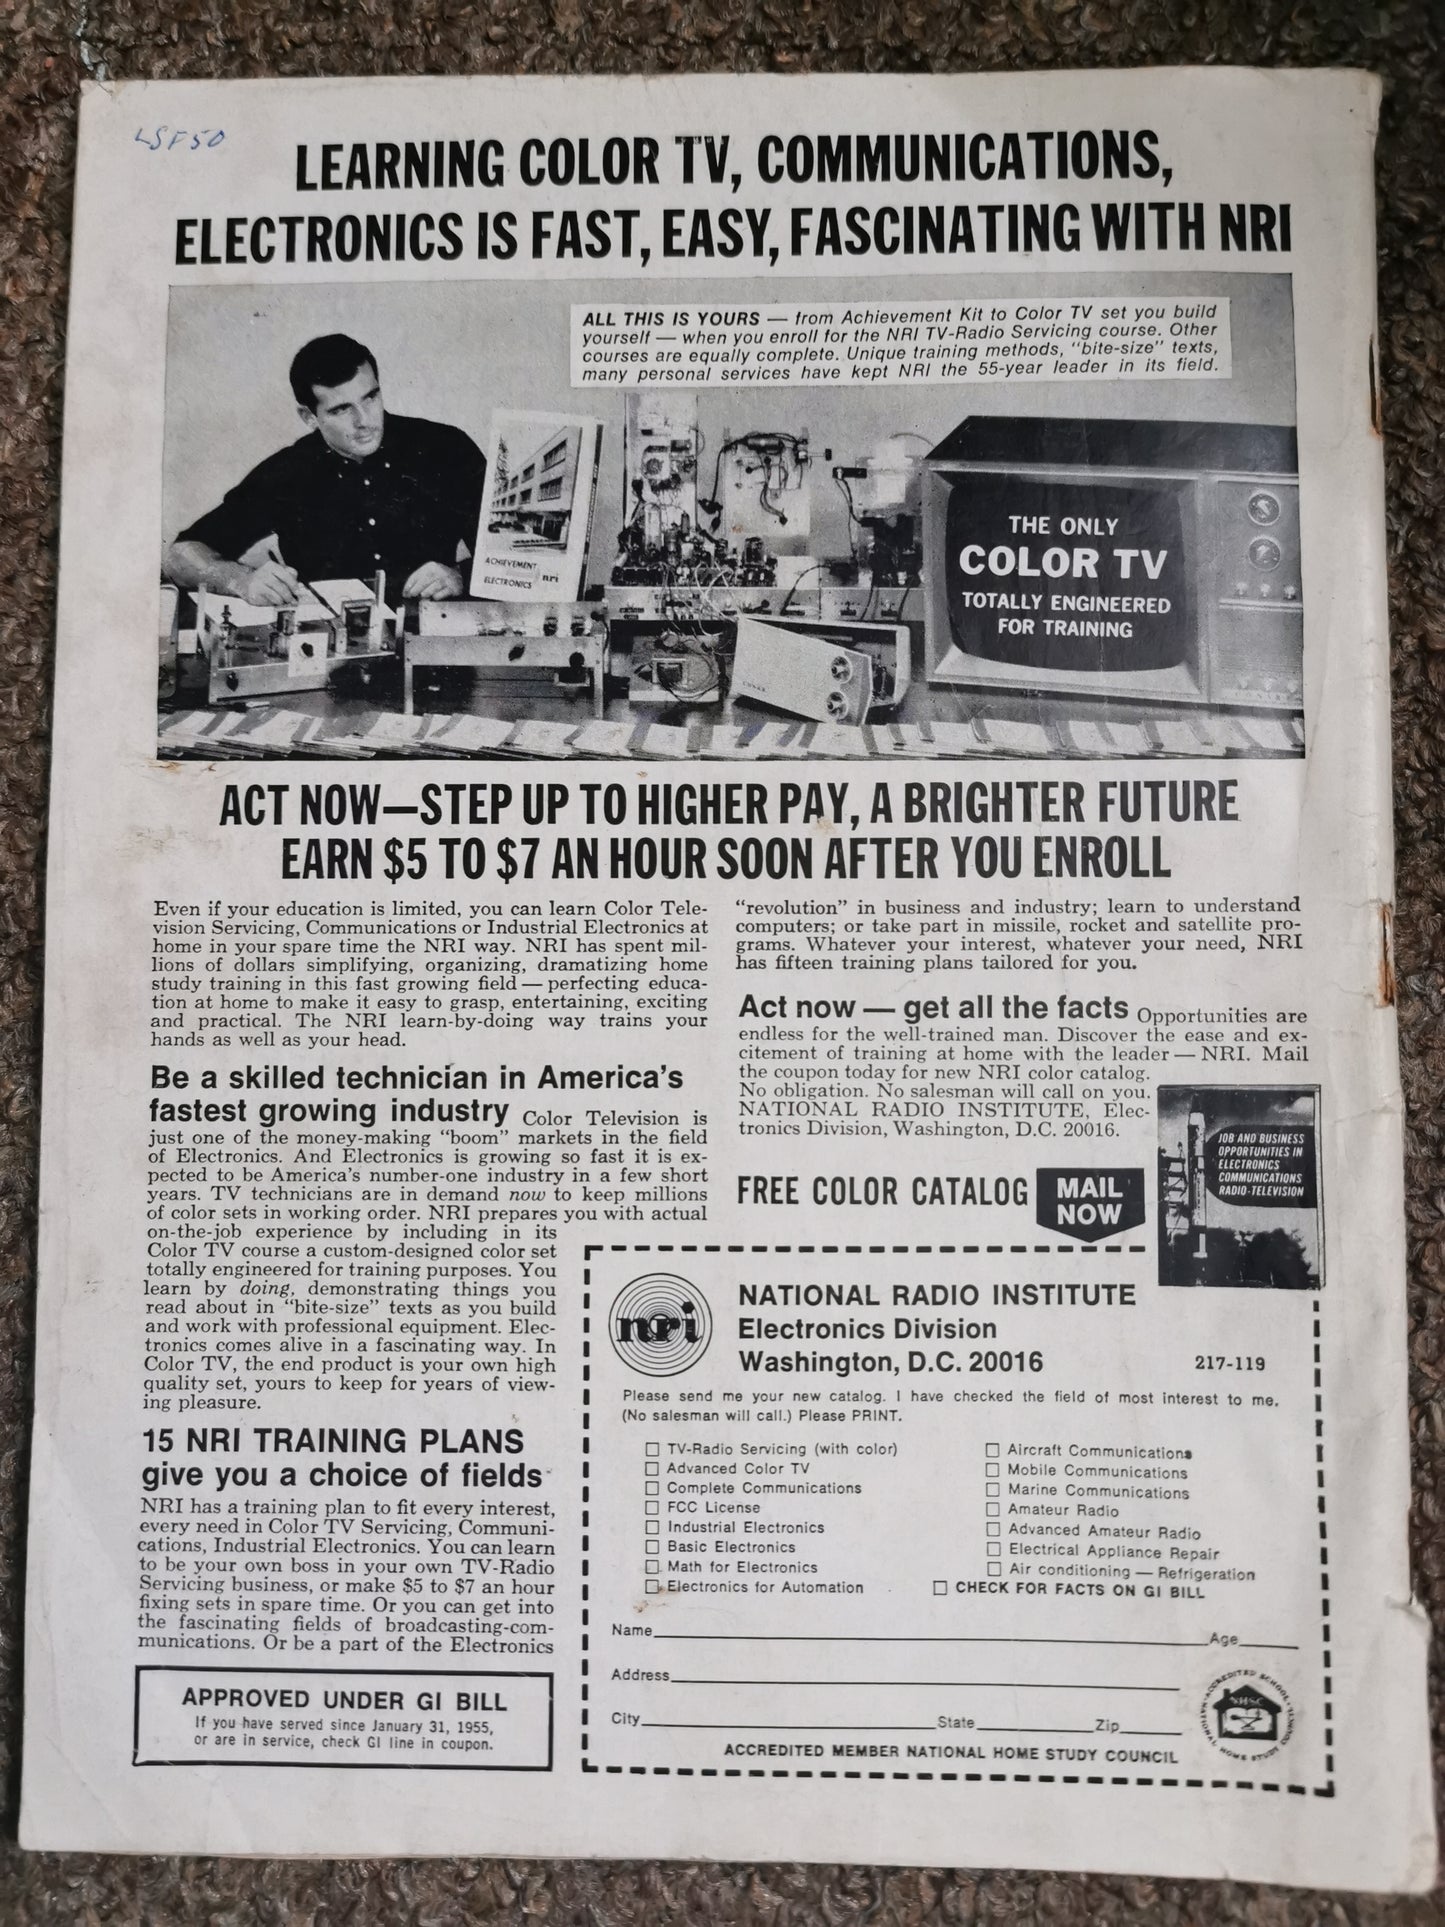 LSF50
LEARNING COLOR TV, COMMUNICATIONS,
ELECTRONICS IS FAST, EASY, FASCINATING WITH NRI
ALL THIS IS YOURS — from Achievement Kit to Color TV set you build
yourself — when you enroll for the NRI TV-Radio Servicing course. Other
courses are equally complete. Unique training methods, "bite-size" texts,
many personal services have kept NRI the 55-year leader in its field.
ACHIEVEMENT
ELECTRONICS nri
THE ONLY
COLOR TV
TOTALLY ENGINEERED
FOR TRAINING
ACT NOW—STEP UP TO HIGHER PAY, A BRIGHTER FUTURE
EARN $5 TO $7 AN HOUR SOON AFTER YOU ENROLL
Even if your education is limited, you can learn Color Tele-
vision Servicing, Communications or Industrial Electronics at
home in your spare time the NRI way. NRI has spent mil-
lions of dollars simplifying, organizing, dramatizing home
study training in this fast growing field — perfecting educa-
tion at home to make it easy to grasp, entertaining, exciting
and practical. The NRI learn-by-doing way trains your
hands as well as your head.
Be a skilled technician in America's
fastest growing industry Color Television is
just one of the money-making "boom" markets in the field
of Electronics. And Electronics is growing so fast it is ex-
pected to be America's number-one industry in a few short
years. TV technicians are in demand now to keep millions
of color sets in working order. NRI prepares you with actual
on-the-job experience by including in its
Color TV course a custom-designed color set
totally engineered for training purposes. You
learn by doing, demonstrating things you
read about in "bite-size" texts as you build
and work with professional equipment. Elec-
tronics comes alive in a fascinating way. In
Color TV, the end product is your own high
quality set, yours to keep for years of view-
ing pleasure.
15 NRI TRAINING PLANS
give you a choice of fields
NRI has a training plan to fit every interest,
every need in Color TV Servicing, Communi-
cations, Industrial Electronics. You can learn
to be your own boss in your own TV-Radio
Servicing business, or make $5 to $7 an hour
fixing sets in spare time. Or you can get into
the fascinating fields of broadcasting-com-
munications. Or be a part of the Electronics
APPROVED UNDER GI BILL
If you have served since January 31, 1955,
or are in service, check GI line in coupon.
"revolution" in business and industry; learn to understand
computers; or take part in missile, rocket and satellite pro-
grams. Whatever your interest, whatever your need, NRI
has fifteen training plans tailored for you.
Act now — get all the facts Opportunities are
endless for the well-trained man. Discover the ease and ex-
citement of training at home with the leader — NRI. Mail
the coupon today for new NRI color catalog.
No obligation. No salesman will call on you.
NATIONAL RADIO INSTITUTE, Elec-
tronics Division, Washington, D.C. 20016.
JOB AND BUSINESS
OPPORTUNITIES IN
ELECTRONICS
COMMUNICATIONS
RADIO-TELEVISION
FREE COLOR CATALOG MAIL
NOW
nri
NATIONAL RADIO INSTITUTE
Electronics Division
Washington, D.C. 20016 217-119
Please send me your new catalog. I have checked the field of most interest to me.
(No salesman will call.) Please PRINT.
☐ TV-Radio Servicing (with color)
☐ Advanced Color TV
☐ Complete Communications
☐ FCC License
☐ Industrial Electronics
☐ Basic Electronics
☐ Math for Electronics
☐ Electronics for Automation
☐ Aircraft Communications
☐ Mobile Communications
☐ Marine Communications
☐ Amateur Radio
☐ Advanced Amateur Radio
☐ Electrical Appliance Repair
☐ Air conditioning — Refrigeration
☐ CHECK FOR FACTS ON GI BILL
Name Age
Address
City State Zip
ACCREDITED MEMBER NATIONAL HOME STUDY COUNCIL
ACCREDITED SCHOOL
NHSC
NATIONAL HOME STUDY COUNCIL